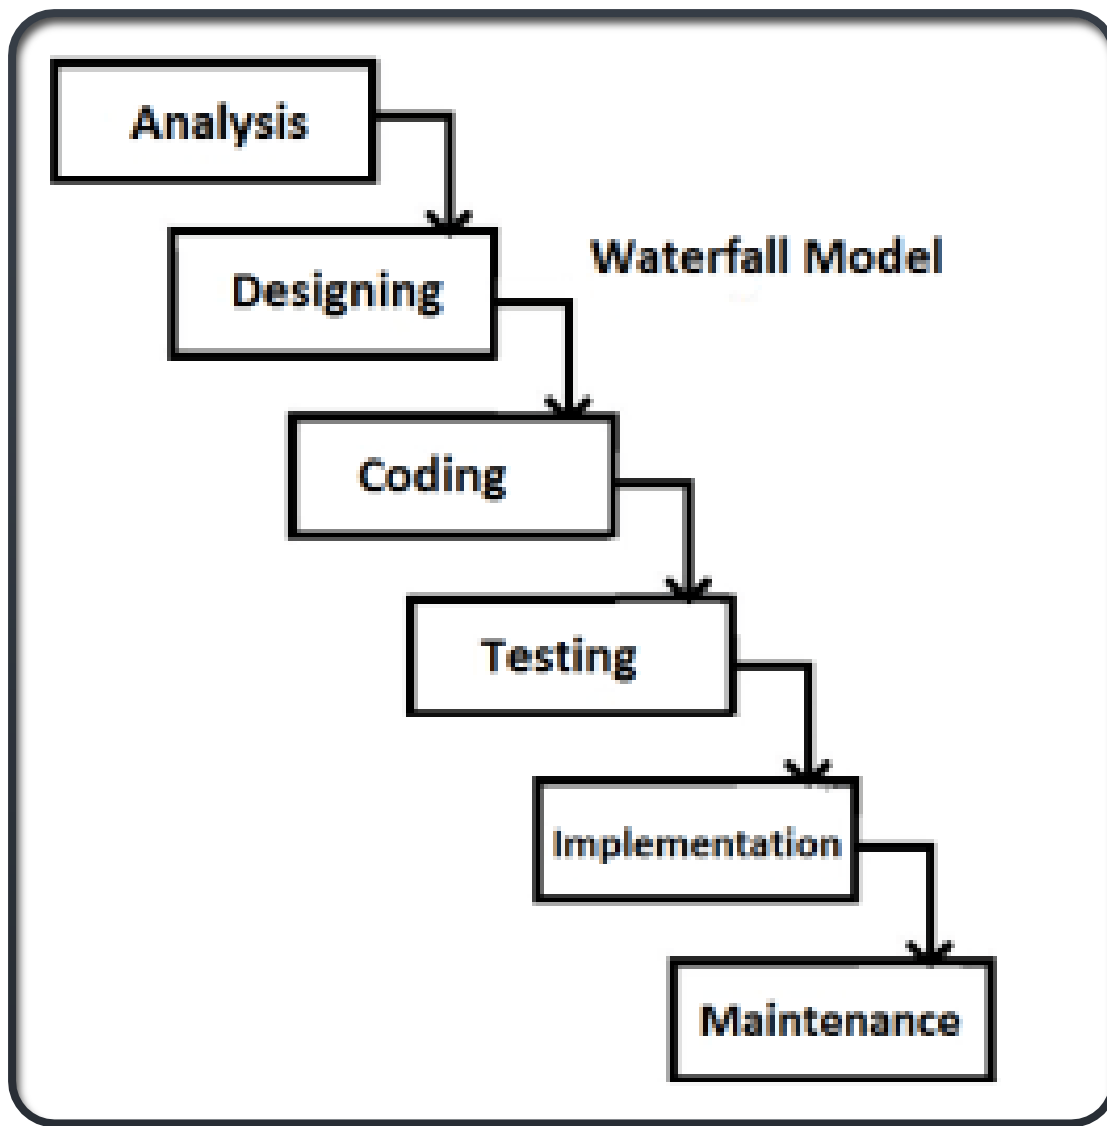 Analysis
Designing
Waterfall Model
Coding
Testing
Implementation
Maintenance